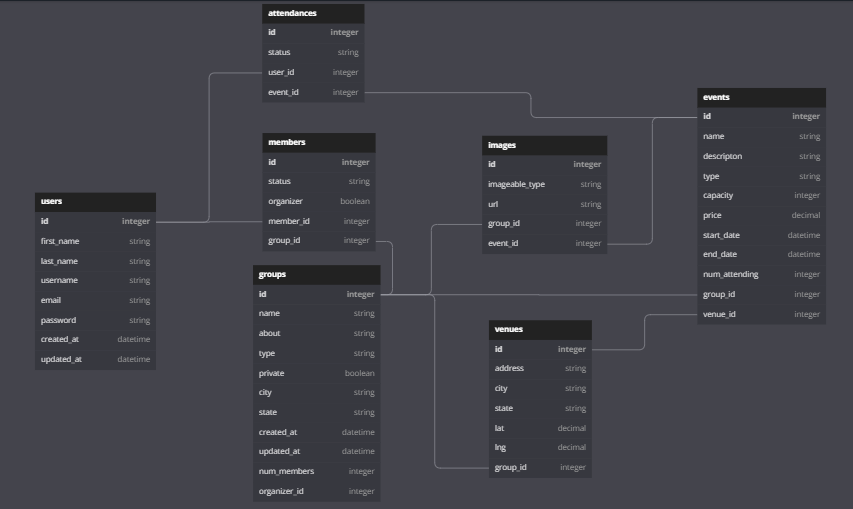 attendances
id integer
status string
user_id integer
event_id integer
members
id integer
status string
organizer boolean
member_id integer
group_id integer
users
id integer
first_name string
last_name string
username string
email string
password string
created_at datetime
updated_at datetime
groups
id integer
name string
about string
type string
private boolean
city string
state string
created_at datetime
updated_at datetime
num_members integer
organizer_id integer
images
id integer
imageable_type string
url string
group_id integer
event_id integer
venues
id integer
address string
city string
state string
lat decimal
lng decimal
group_id integer
events
id integer
name string
descripton string
type string
capacity integer
price decimal
start_date datetime
end_date datetime
num_attending integer
group_id integer
venue_id integer